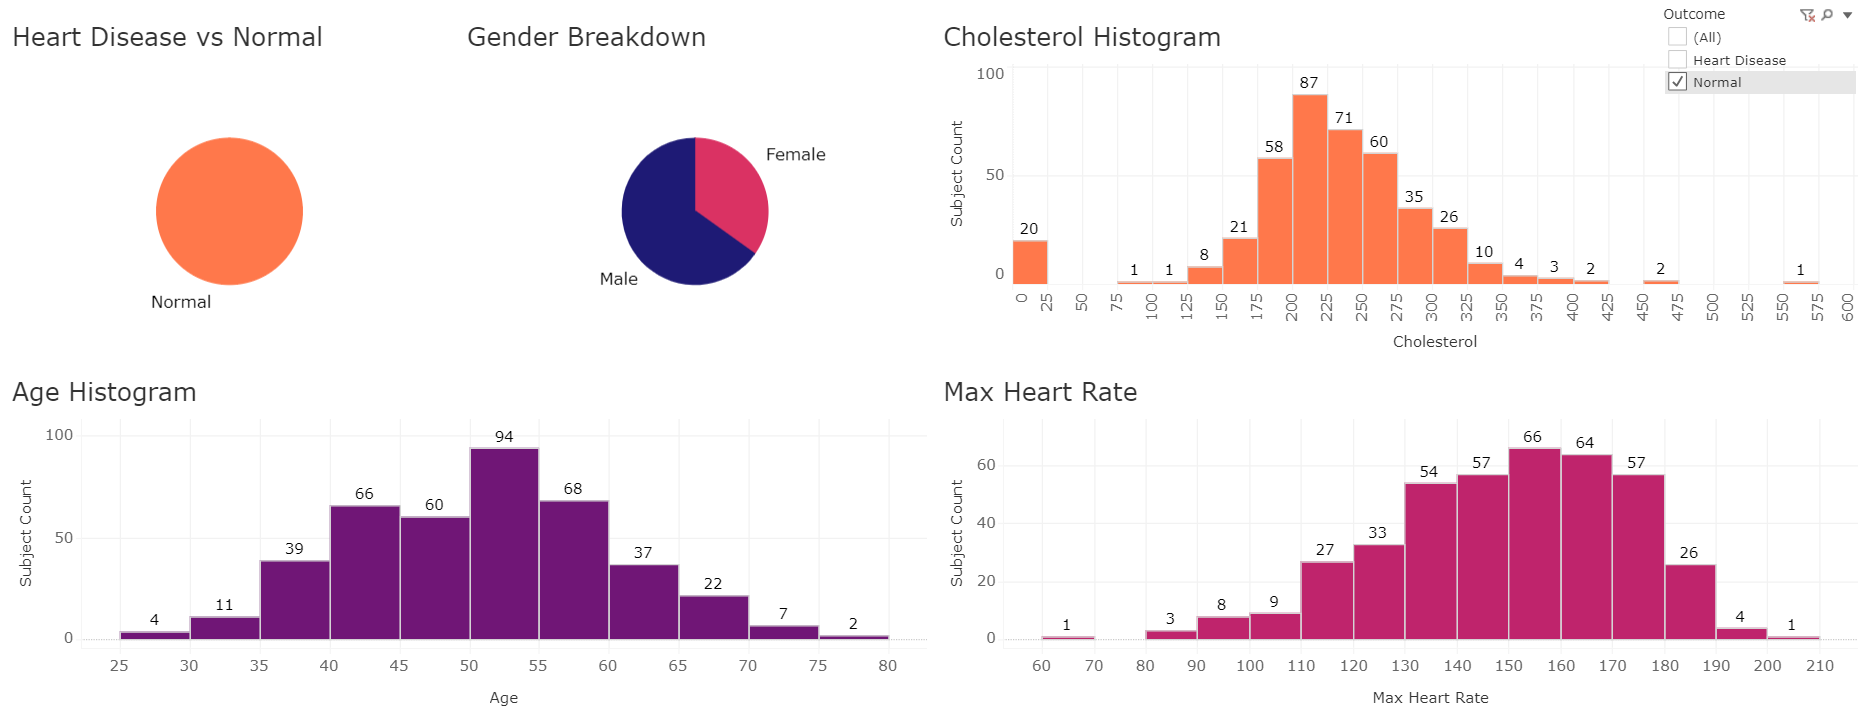 Heart Disease vs Normal
Normal
Gender Breakdown
Female
Male
Cholesterol Histogram
Outcome
(All)
Heart Disease
Normal
Subject Count
100
50
0
20
1
1
8
21
58
87
71
60
35
26
10
4
3
2
2
1
0 25 50 75 100 125 150 175 200 225 250 275 300 325 350 375 400 425 450 475 500 525 550 575 600
Cholesterol
Age Histogram
Subject Count
100
50
0
4
11
39
66
60
94
68
37
22
7
2
25 30 35 40 45 50 55 60 65 70 75 80
Age
Max Heart Rate
Subject Count
60
40
20
0
1
3
8
9
27
33
54
57
66
64
57
26
4
1
60 70 80 90 100 110 120 130 140 150 160 170 180 190 200 210
Max Heart Rate